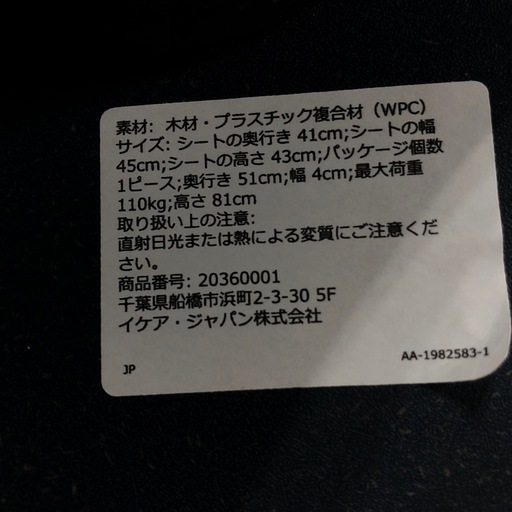 素材: 木材・プラスチック複合材（WPC）
サイズ: シートの奥行き 41cm;シートの幅
45cm;シートの高さ 43cm;パッケージ個数
1ピース;奥行き 51cm;幅 4cm;最大荷重
110kg;高さ 81cm
取り扱い上の注意:
直射日光または熱による変質にご注意くだ
さい。
商品番号: 20360001
千葉県船橋市浜町2-3-30 5F
イケア・ジャパン株式会社
JP
AA-1982583-1